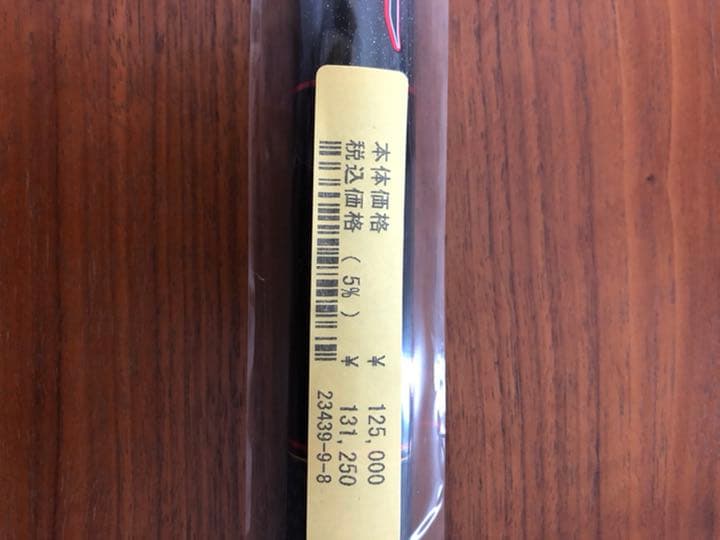 本体価格 ¥ 125,000
税込価格 (5%) ¥ 131,250
23439-9-8